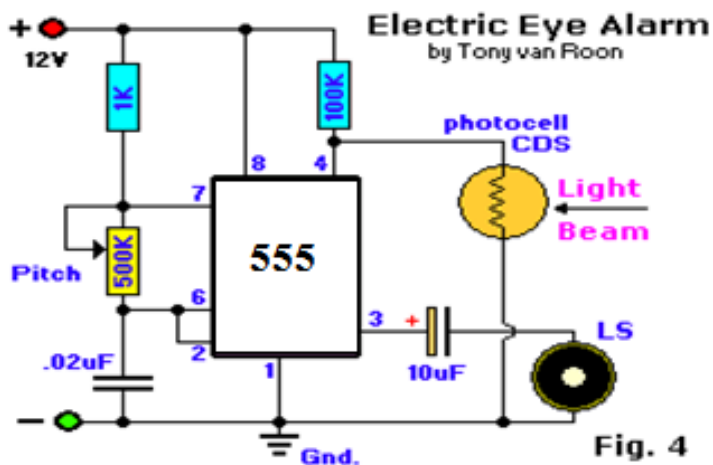 Electric Eye Alarm
by Tony van Roon
+
12V
1K
100K
photocell
CDS
8
4
7
Light
Beam
555
Pitch
500K
6
3
+
LS
2
.02uF
1
10uF
−
Gnd.
Fig. 4